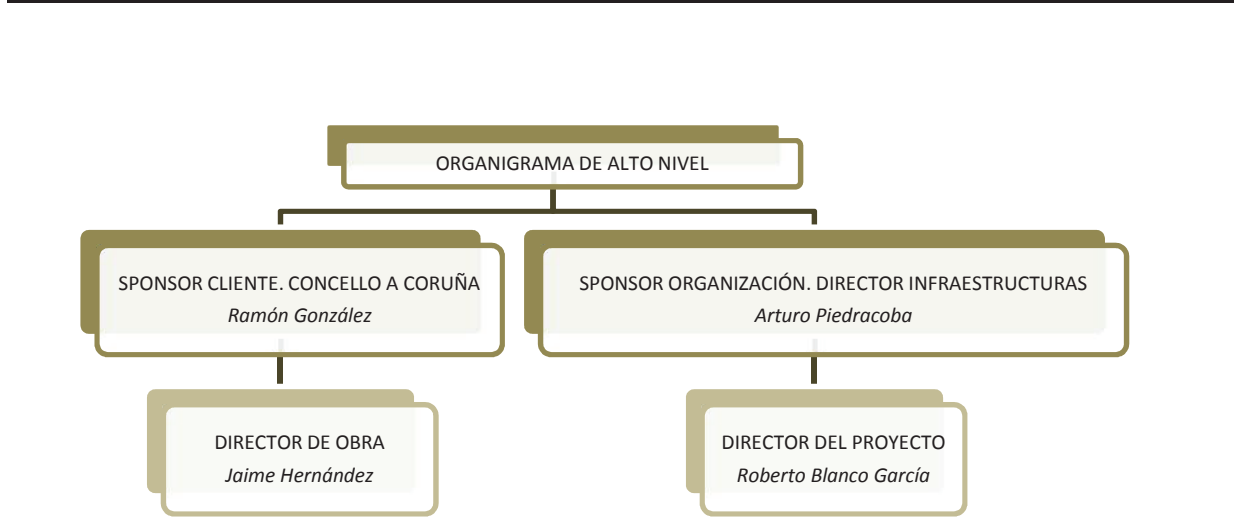 ORGANIGRAMA DE ALTO NIVEL
SPONSOR CLIENTE. CONCELLO A CORUÑA
Ramón González
SPONSOR ORGANIZACIÓN. DIRECTOR INFRAESTRUCTURAS
Arturo Piedracoba
DIRECTOR DE OBRA
Jaime Hernández
DIRECTOR DEL PROYECTO
Roberto Blanco García